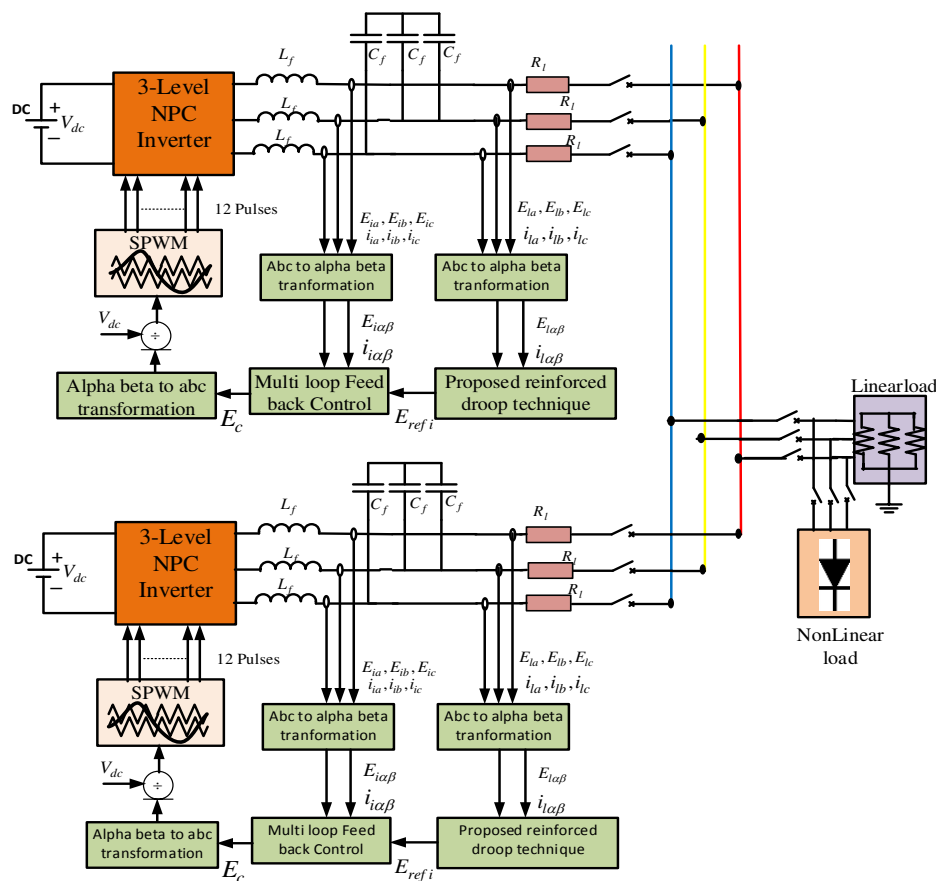 C_f C_f C_f
L_f
R_l
DC
+
V_dc
−
3-Level
NPC
Inverter
L_f
R_l
L_f
R_l
12 Pulses
E_ia, E_ib, E_ic
i_ia, i_ib, i_ic
E_la, E_lb, E_lc
i_la, i_lb, i_lc
SPWM
Abc to alpha beta
tranformation
Abc to alpha beta
tranformation
V_dc
÷
E_iαβ
i_iαβ
E_lαβ
i_lαβ
Alpha beta to abc
transformation
E_c
Multi loop Feed
back Control
E_ref i
Proposed reinforced
droop technique
Linearload
NonLinear
load
C_f C_f C_f
L_f
R_l
DC
+
V_dc
−
3-Level
NPC
Inverter
L_f
R_l
L_f
R_l
12 Pulses
E_ia, E_ib, E_ic
i_ia, i_ib, i_ic
E_la, E_lb, E_lc
i_la, i_lb, i_lc
SPWM
Abc to alpha beta
tranformation
Abc to alpha beta
tranformation
V_dc
÷
E_iαβ
i_iαβ
E_lαβ
i_lαβ
Alpha beta to abc
transformation
E_c
Multi loop Feed
back Control
E_ref i
Proposed reinforced
droop technique